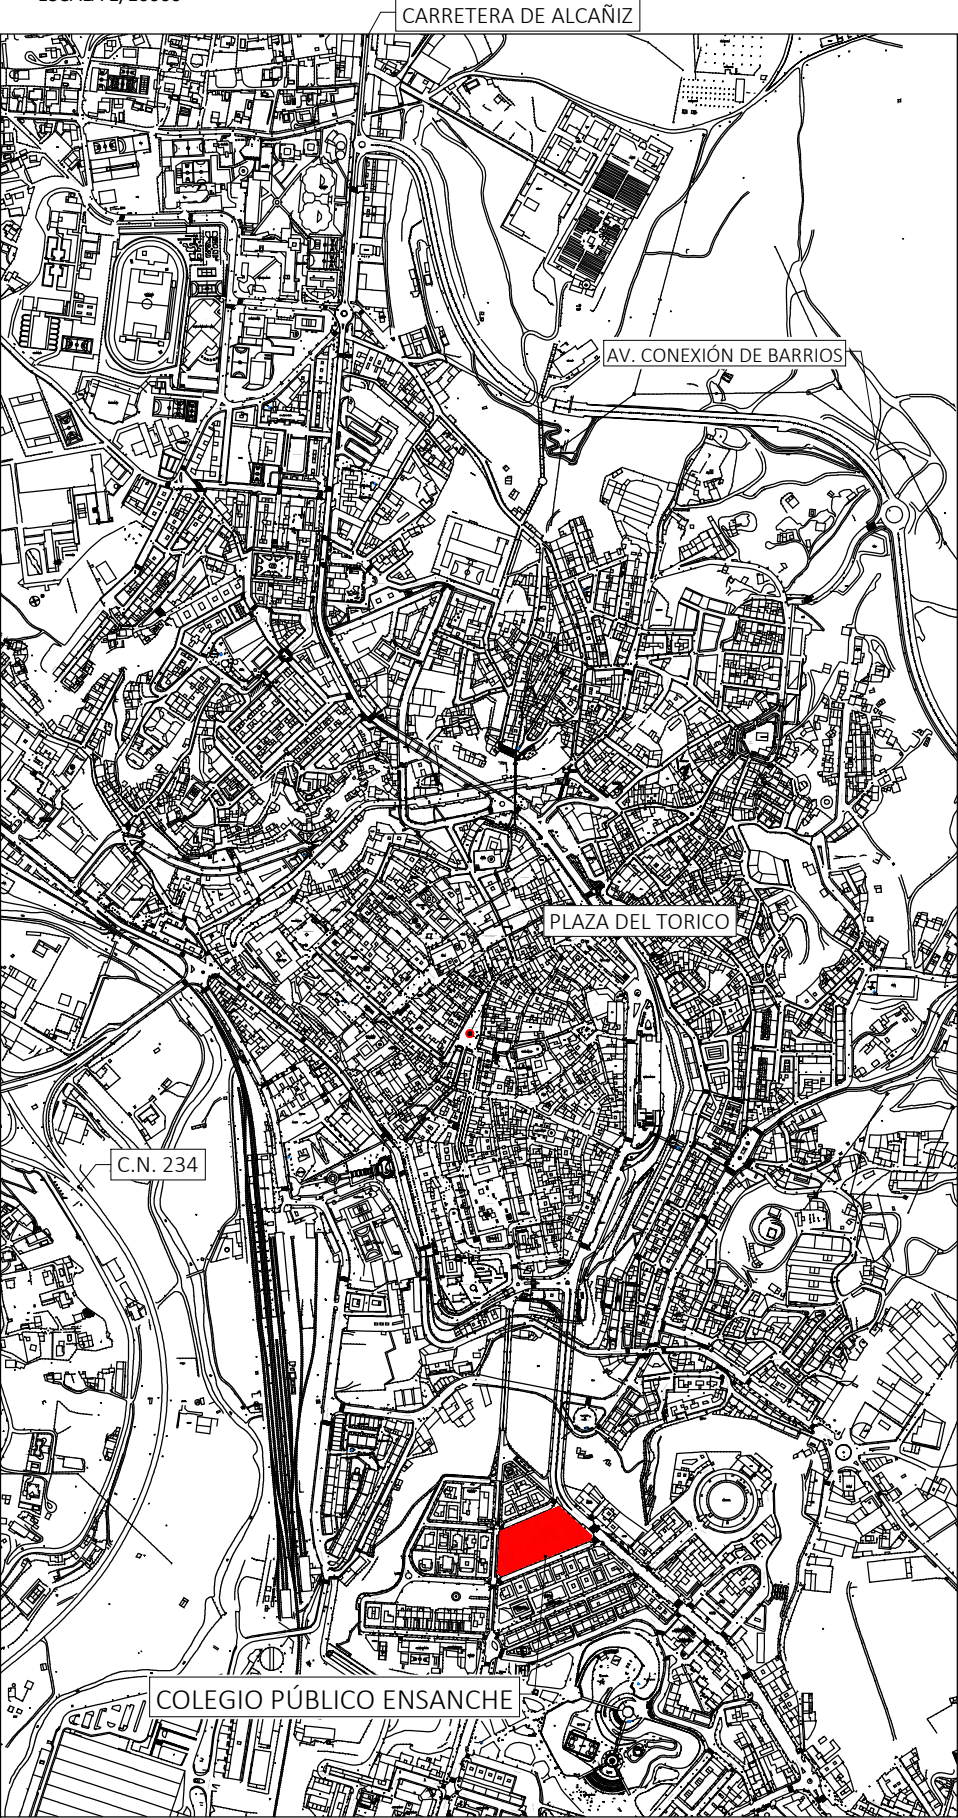 CARRETERA DE ALCAÑIZ
AV. CONEXIÓN DE BARRIOS
PLAZA DEL TORICO
C.N. 234
COLEGIO PÚBLICO ENSANCHE